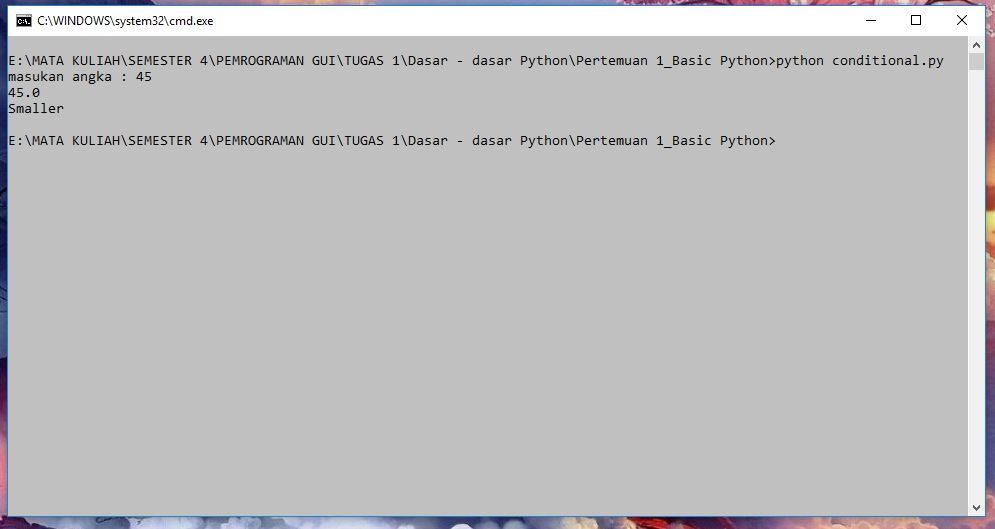 C:\WINDOWS\system32\cmd.exe
E:\MATA KULIAH\SEMESTER 4\PEMROGRAMAN GUI\TUGAS 1\Dasar - dasar Python\Pertemuan 1_Basic Python>python conditional.py
masukan angka : 45
45.0
Smaller
E:\MATA KULIAH\SEMESTER 4\PEMROGRAMAN GUI\TUGAS 1\Dasar - dasar Python\Pertemuan 1_Basic Python>